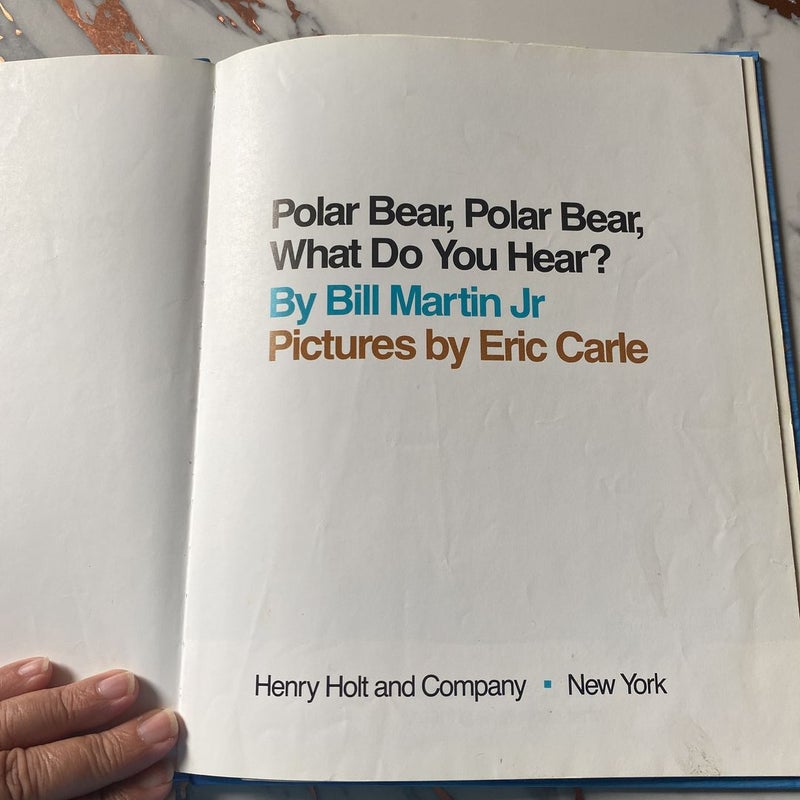 Polar Bear, Polar Bear,
What Do You Hear?
By Bill Martin Jr
Pictures by Eric Carle
Henry Holt and Company ▪ New York